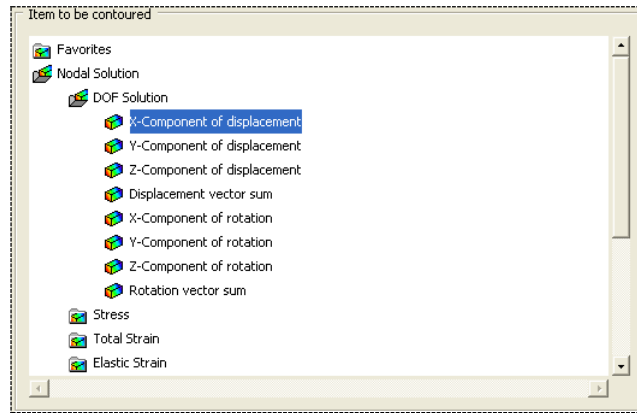 Item to be contoured
Favorites
Nodal Solution
DOF Solution
X-Component of displacement
Y-Component of displacement
Z-Component of displacement
Displacement vector sum
X-Component of rotation
Y-Component of rotation
Z-Component of rotation
Rotation vector sum
Stress
Total Strain
Elastic Strain